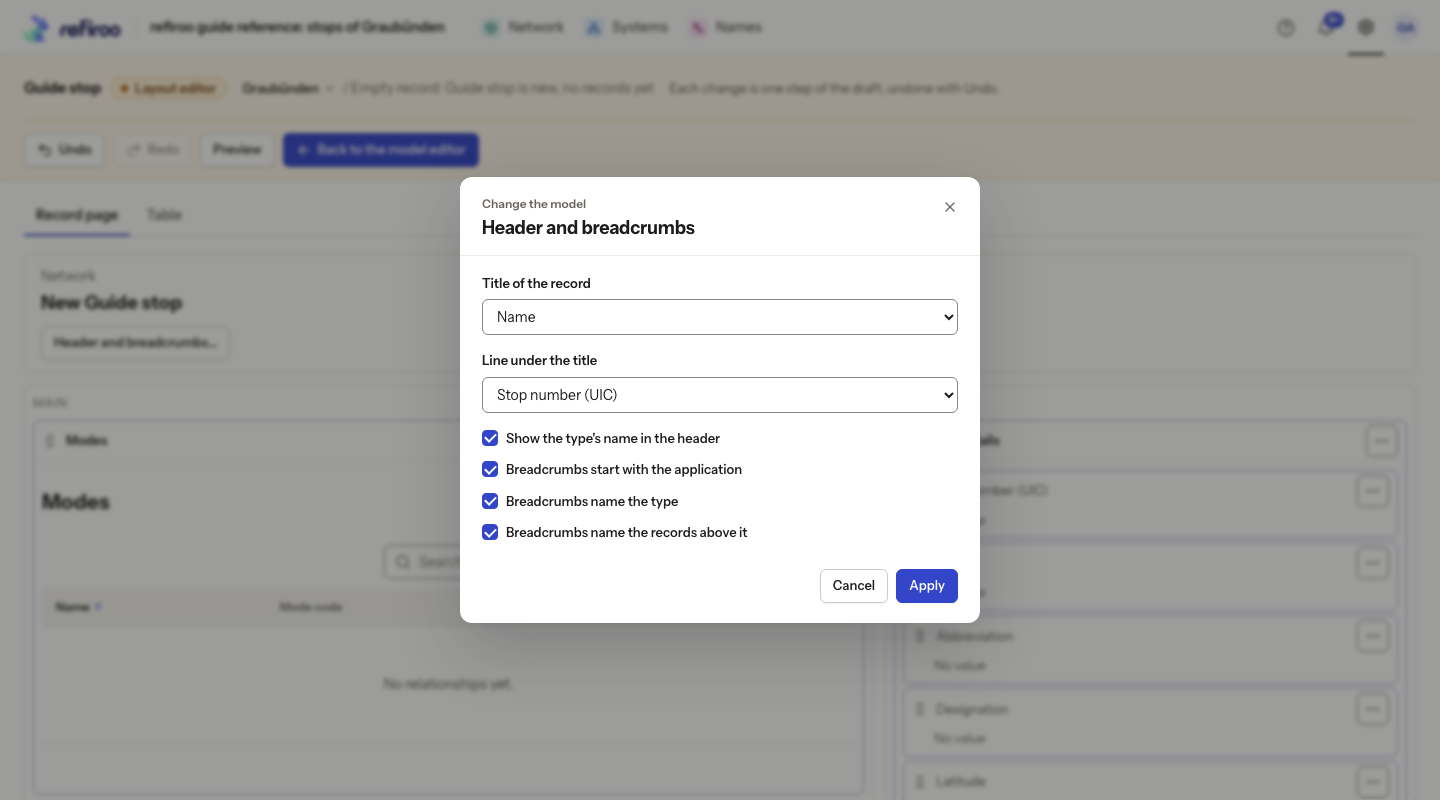 refiroo
refiroo guide reference: stops of Graubünden
Network
Systems
Names
GA
Guide stop
Layout editor
Graubünden
/ Empty record: Guide stop is new, no records yet
Each change is one step of the draft, undone with Undo.
Undo
Redo
Preview
Back to the model editor
Record page
Table
Network
New Guide stop
Header and breadcrumbs...
MAIN
Modes
Modes
Search
Name
Mode code
No relationships yet.
Change the model
Header and breadcrumbs
Title of the record
Name
Line under the title
Stop number (UIC)
Show the type's name in the header
Breadcrumbs start with the application
Breadcrumbs name the type
Breadcrumbs name the records above it
Cancel
Apply
Abbreviation
No value
Designation
No value
Latitude